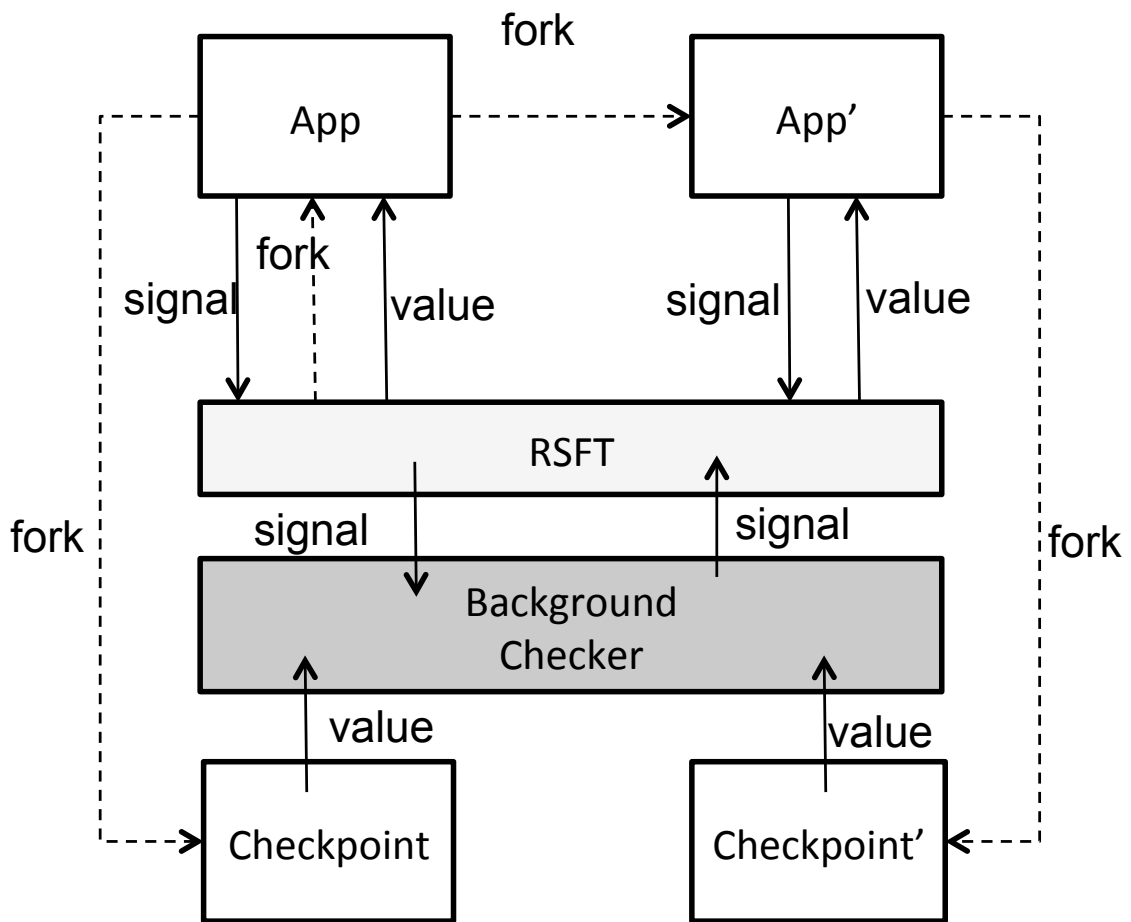 fork
App
App’
fork
signal
value
signal
value
RSFT
fork
signal
signal
fork
Background
Checker
value
value
Checkpoint
Checkpoint’